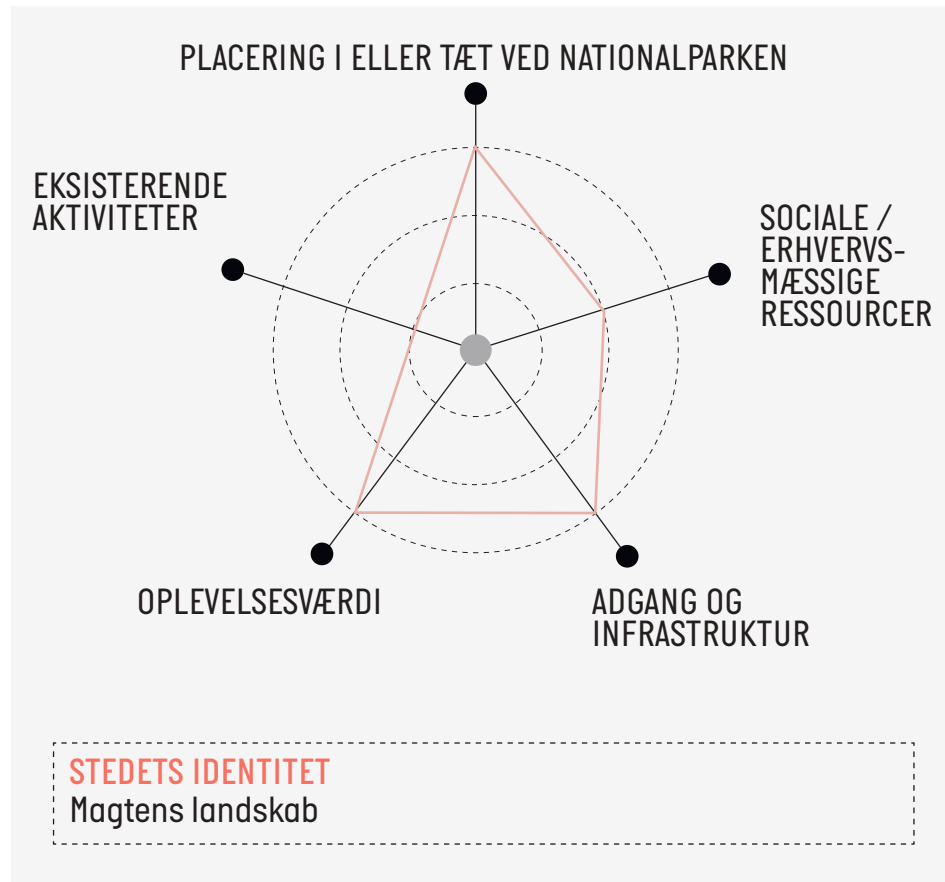 PLACERING I ELLER TÆT VED NATIONALPARKEN
EKSISTERENDE
AKTIVITETER
SOCIALE /
ERHVERVS-
MÆSSIGE
RESSOURCER
OPLEVELSESVÆRDI
ADGANG OG
INFRASTRUKTUR
STEDETS IDENTITET
Magtens landskab